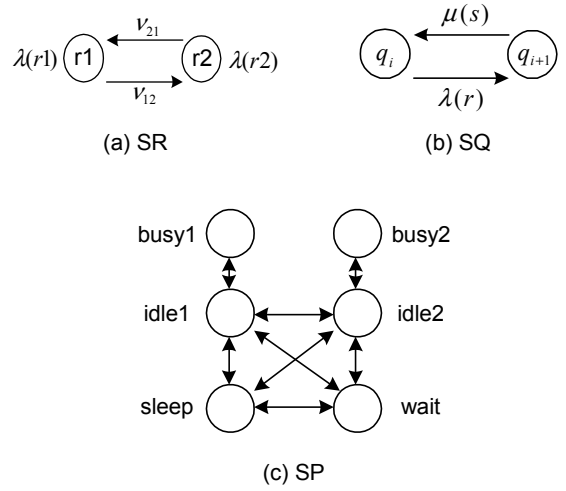 ν₂₁ μ(s)
λ(r1) r1 r2 λ(r2) qᵢ qᵢ₊₁
ν₁₂ λ(r)
(a) SR (b) SQ
busy1 busy2
idle1 idle2
sleep wait
(c) SP